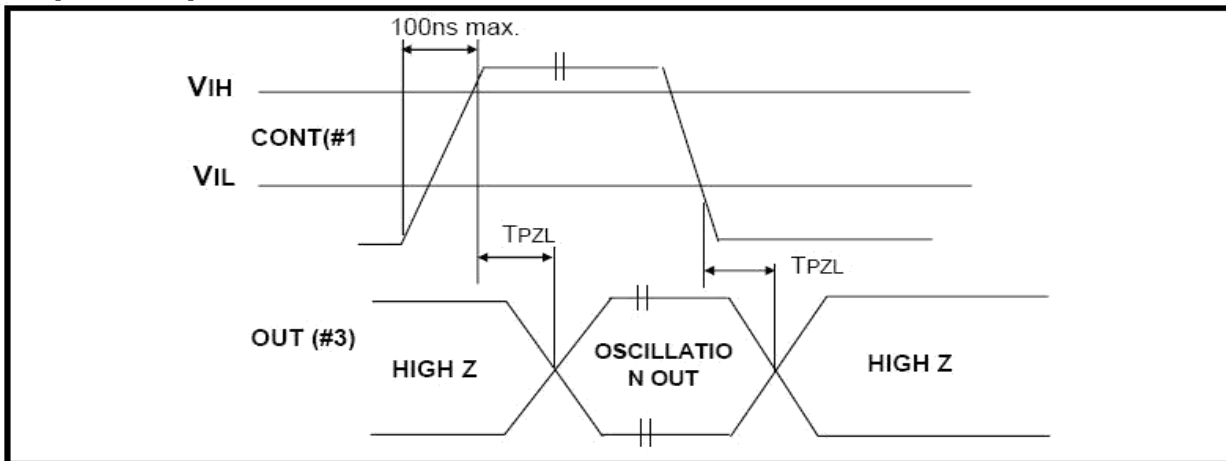 100ns max.
VIH
CONT(#1
VIL
TPZL
TPZL
OUT (#3)
HIGH Z
OSCILLATIO
N OUT
HIGH Z